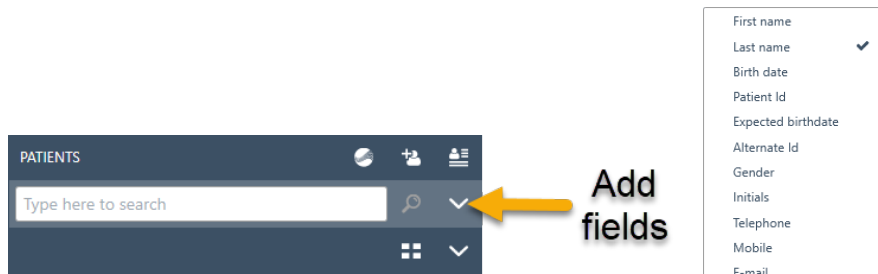 PATIENTS
Type here to search
Add
fields
First name
Last name
Birth date
Patient Id
Expected birthdate
Alternate Id
Gender
Initials
Telephone
Mobile
E-mail